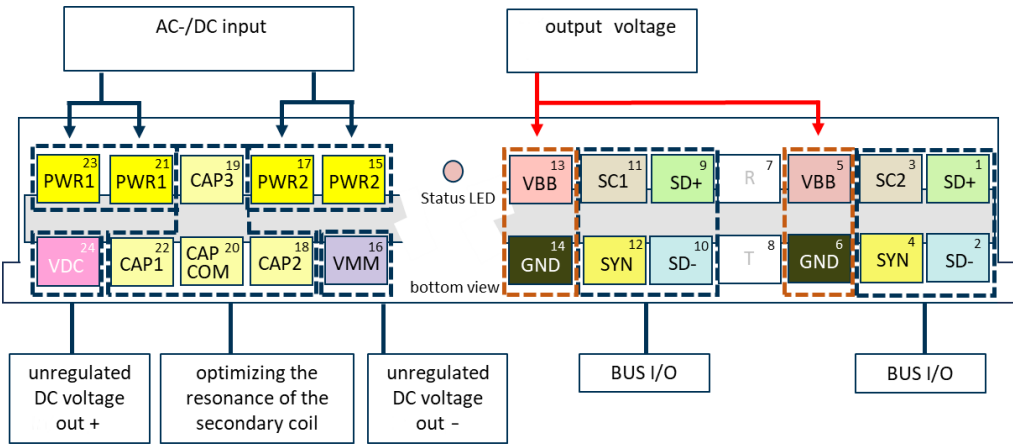 AC-/DC input
output voltage
23
PWR1
21
PWR1
19
CAP3
17
PWR2
15
PWR2
Status LED
13
VBB
11
SC1
9
SD+
7
R
5
VBB
3
SC2
1
SD+
24
VDC
22
CAP1
20
CAP
COM
18
CAP2
16
VMM
bottom view
14
GND
12
SYN
10
SD-
8
T
6
GND
4
SYN
2
SD-
unregulated
DC voltage
out +
optimizing the
resonance of the
secondary coil
unregulated
DC voltage
out -
BUS I/O
BUS I/O